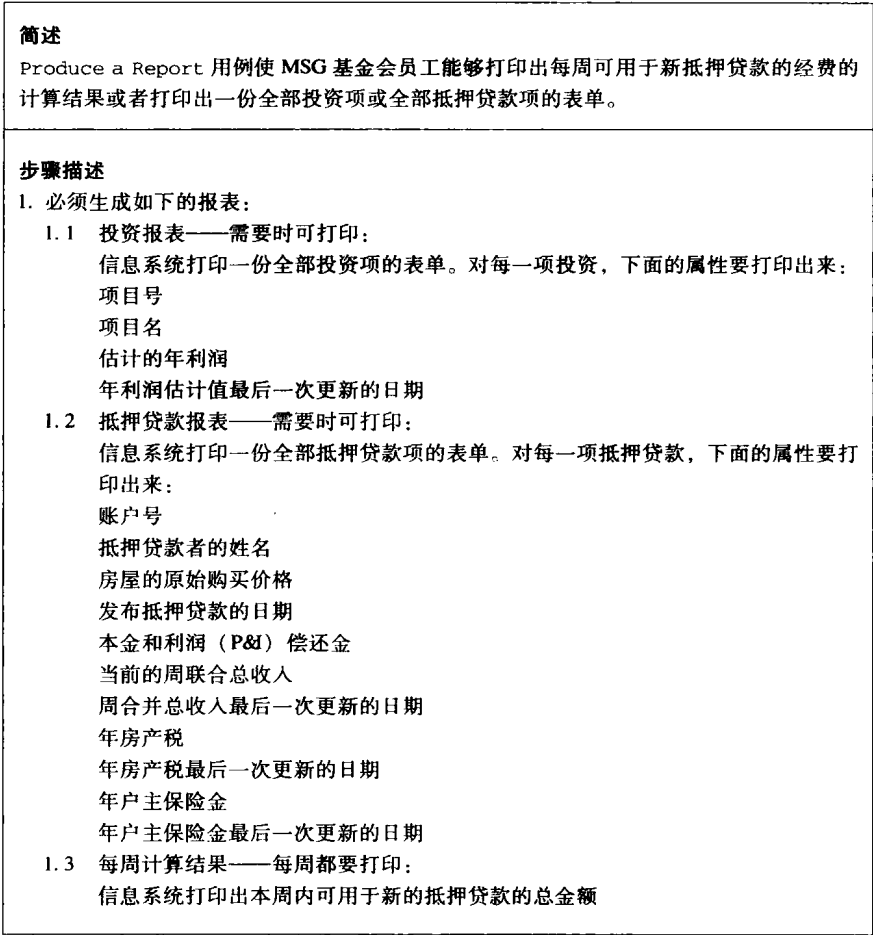 简述
Produce a Report 用例使 MSG 基金会员工能够打印出每周可用于新抵押贷款的经费的
计算结果或者打印出一份全部投资项或全部抵押贷款项的表单。
步骤描述
1. 必须生成如下的报表：
1.1 投资报表——需要时可打印：
信息系统打印一份全部投资项的表单。对每一项投资，下面的属性要打印出来：
项目号
项目名
估计的年利润
年利润估计值最后一次更新的日期
1.2 抵押贷款报表——需要时可打印：
信息系统打印一份全部抵押贷款项的表单。对每一项抵押贷款，下面的属性要打
印出来：
账户号
抵押贷款者的姓名
房屋的原始购买价格
发布抵押贷款的日期
本金和利润（P&I）偿还金
当前的周联合总收入
周合并总收入最后一次更新的日期
年房产税
年房产税最后一次更新的日期
年户主保险金
年户主保险金最后一次更新的日期
1.3 每周计算结果——每周都要打印：
信息系统打印出本周内可用于新的抵押贷款的总金额